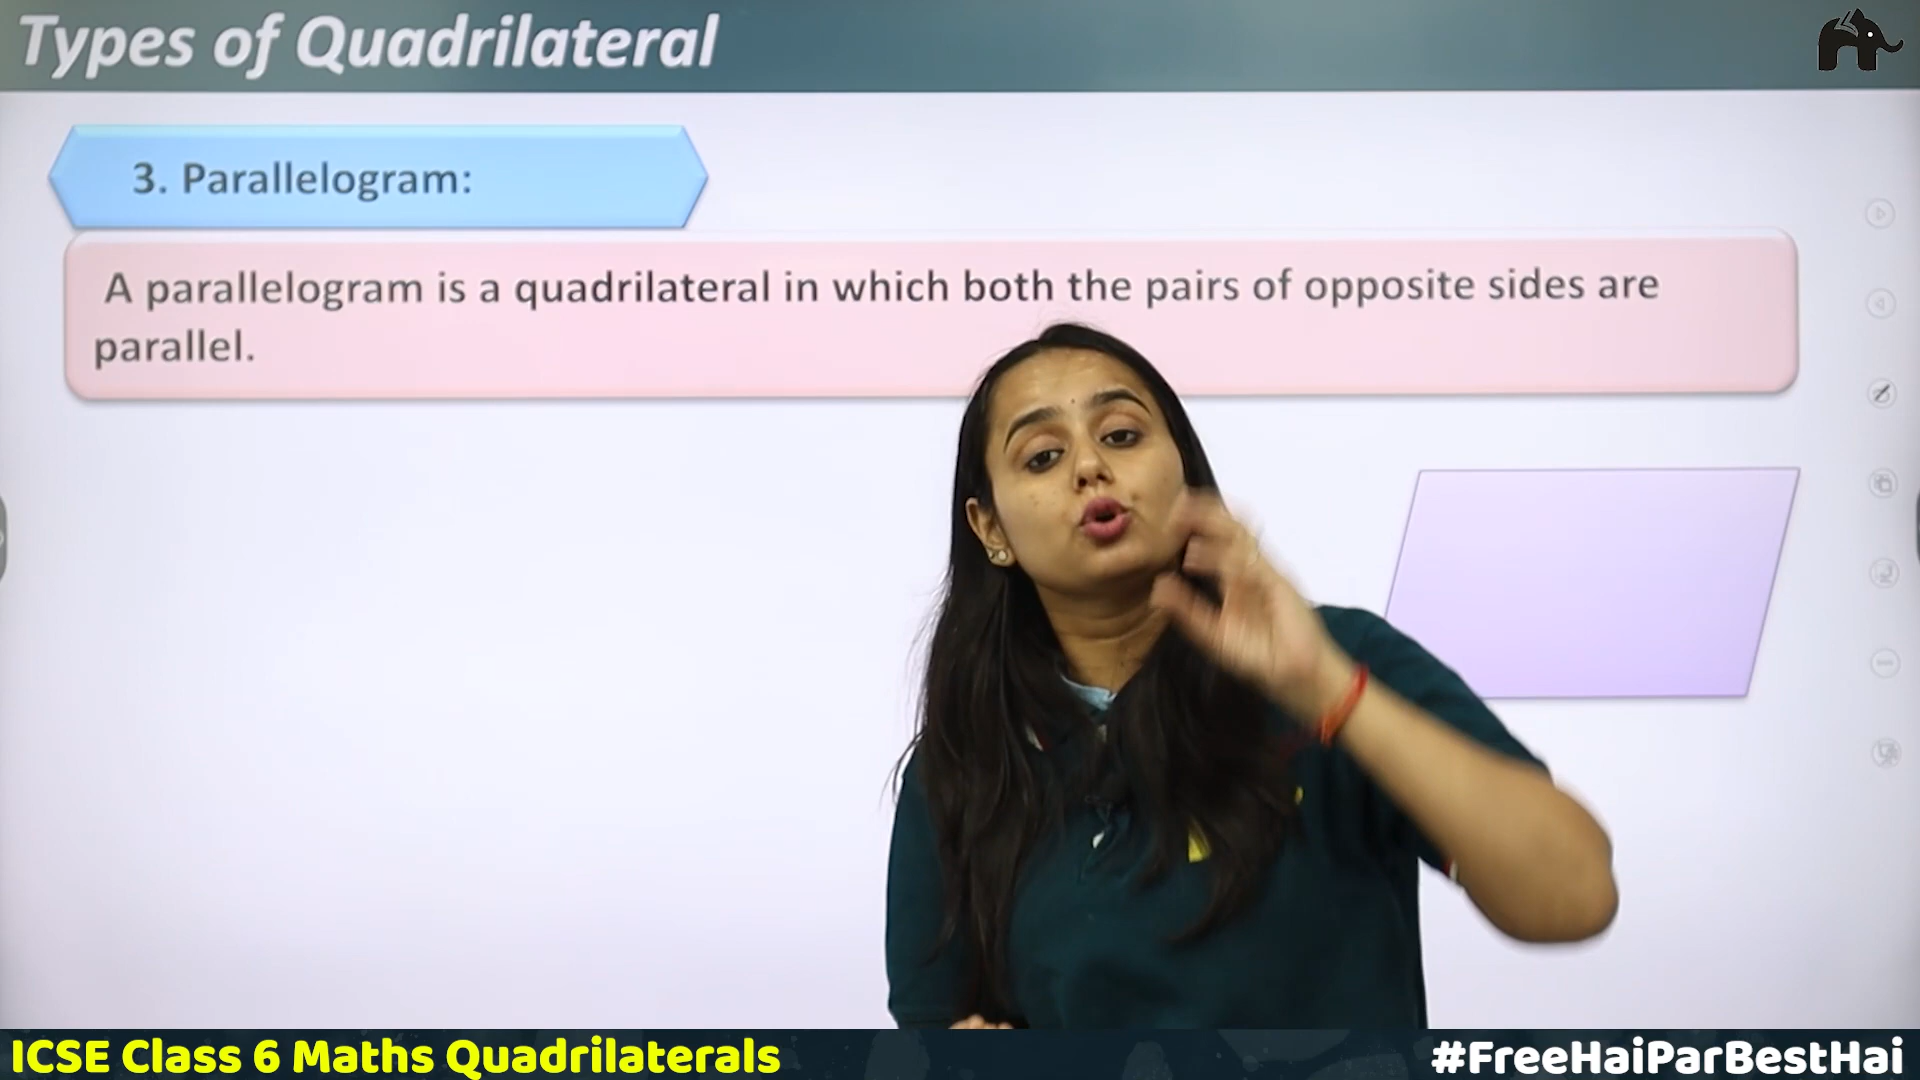 Types of Quadrilateral
3. Parallelogram:
A parallelogram is a quadrilateral in which both the pairs of opposite sides are
parallel.
ICSE Class 6 Maths Quadrilaterals
#FreeHaiParBestHai